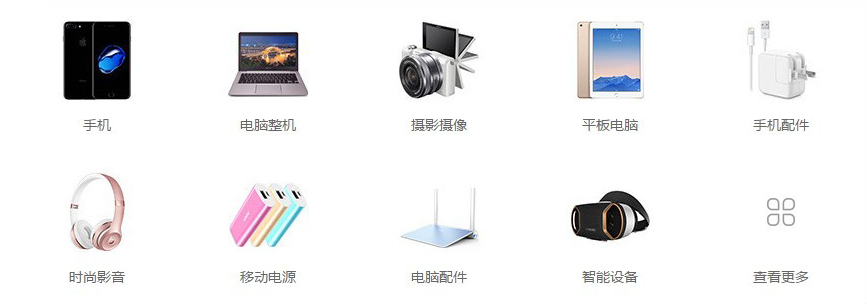 手机
电脑整机
摄影摄像
平板电脑
手机配件
时尚影音
移动电源
电脑配件
智能设备
查看更多